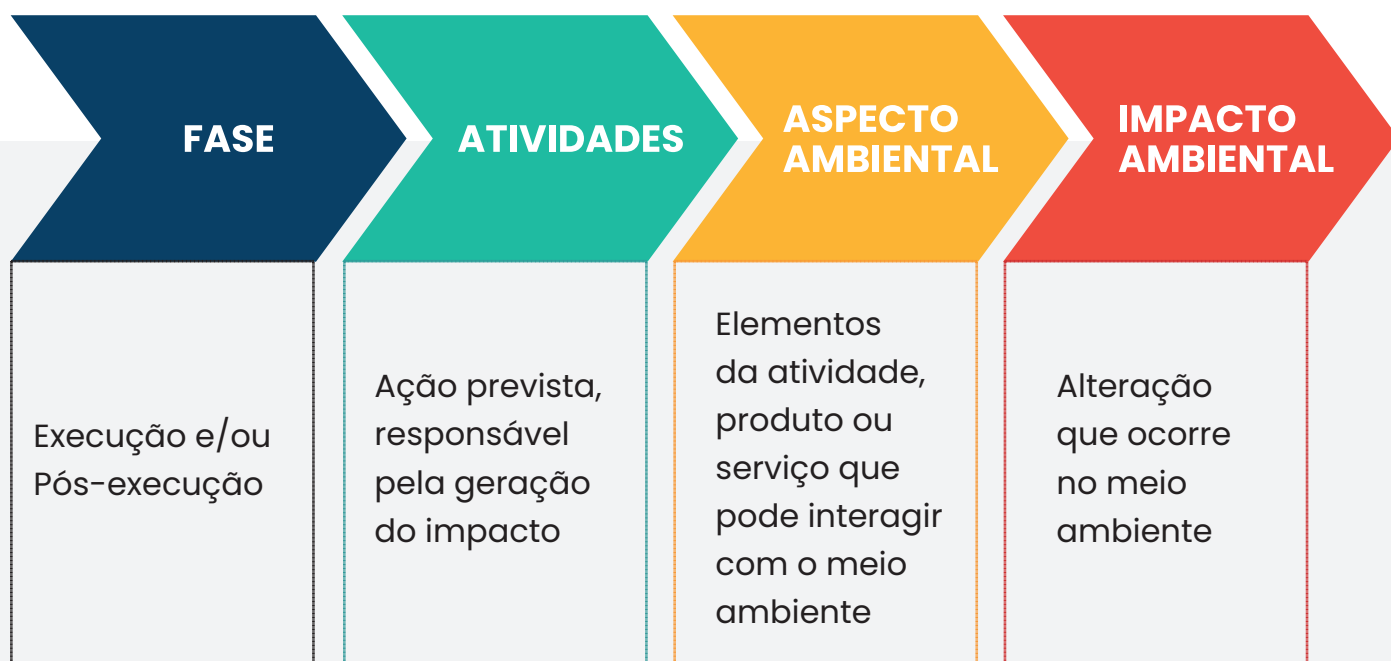 FASE
ATIVIDADES
ASPECTO
AMBIENTAL
IMPACTO
AMBIENTAL
Execução e/ou
Pós-execução
Ação prevista,
responsável
pela geração
do impacto
Elementos
da atividade,
produto ou
serviço que
pode interagir
com o meio
ambiente
Alteração
que ocorre
no meio
ambiente